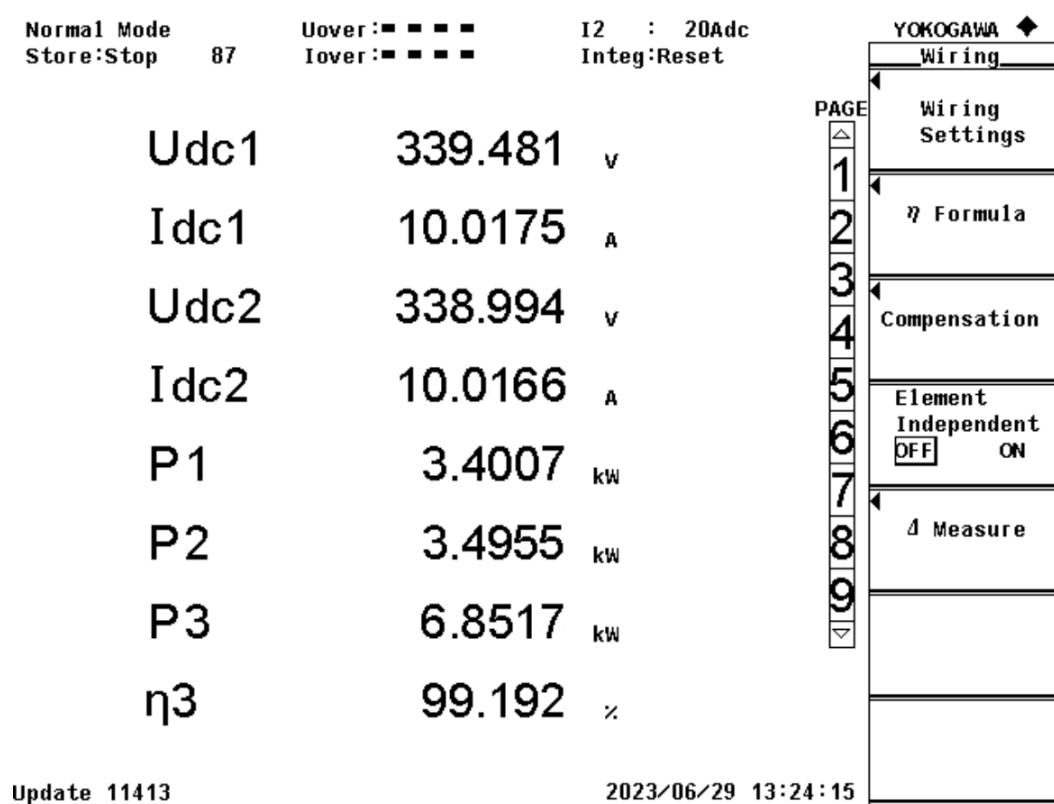 Normal Mode Uover: I2 : 20Adc YOKOGAWA
Store:Stop 87 Iover: Integ:Reset
Wiring
Wiring
Settings
η Formula
Compensation
Element
Independent
OFF ON
Δ Measure
PAGE
1
2
3
4
5
6
7
8
9
Udc1 339.481 V
Idc1 10.0175 A
Udc2 338.994 V
Idc2 10.0166 A
P1 3.4007 kW
P2 3.4955 kW
P3 6.8517 kW
η3 99.192 %
Update 11413 2023/06/29 13:24:15